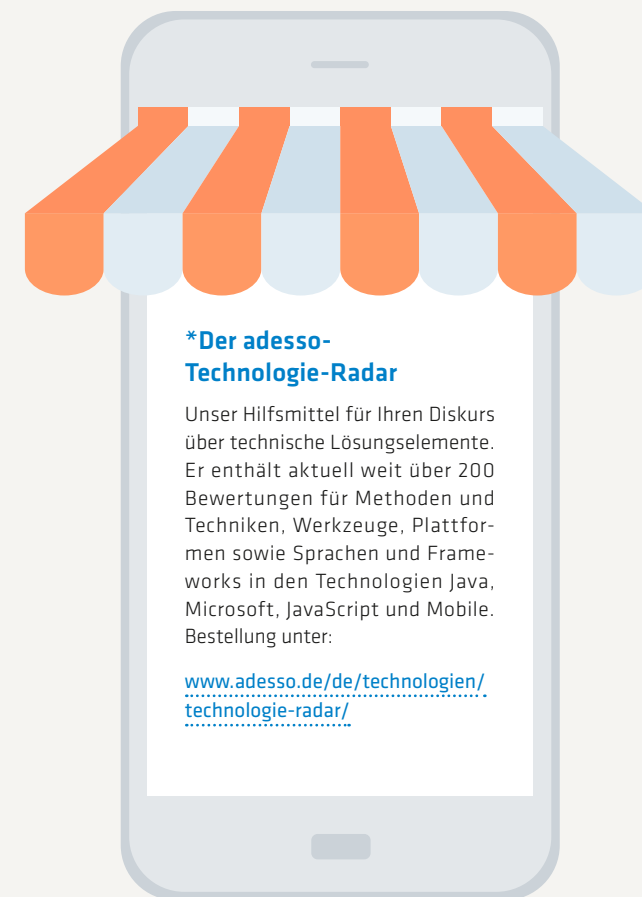 *Der adesso-
Technologie-Radar
Unser Hilfsmittel für Ihren Diskurs
über technische Lösungselemente.
Er enthält aktuell weit über 200
Bewertungen für Methoden und
Techniken, Werkzeuge, Plattfor-
men sowie Sprachen und Frame-
works in den Technologien Java,
Microsoft, JavaScript und Mobile.
Bestellung unter:
www.adesso.de/de/technologien/
technologie-radar/